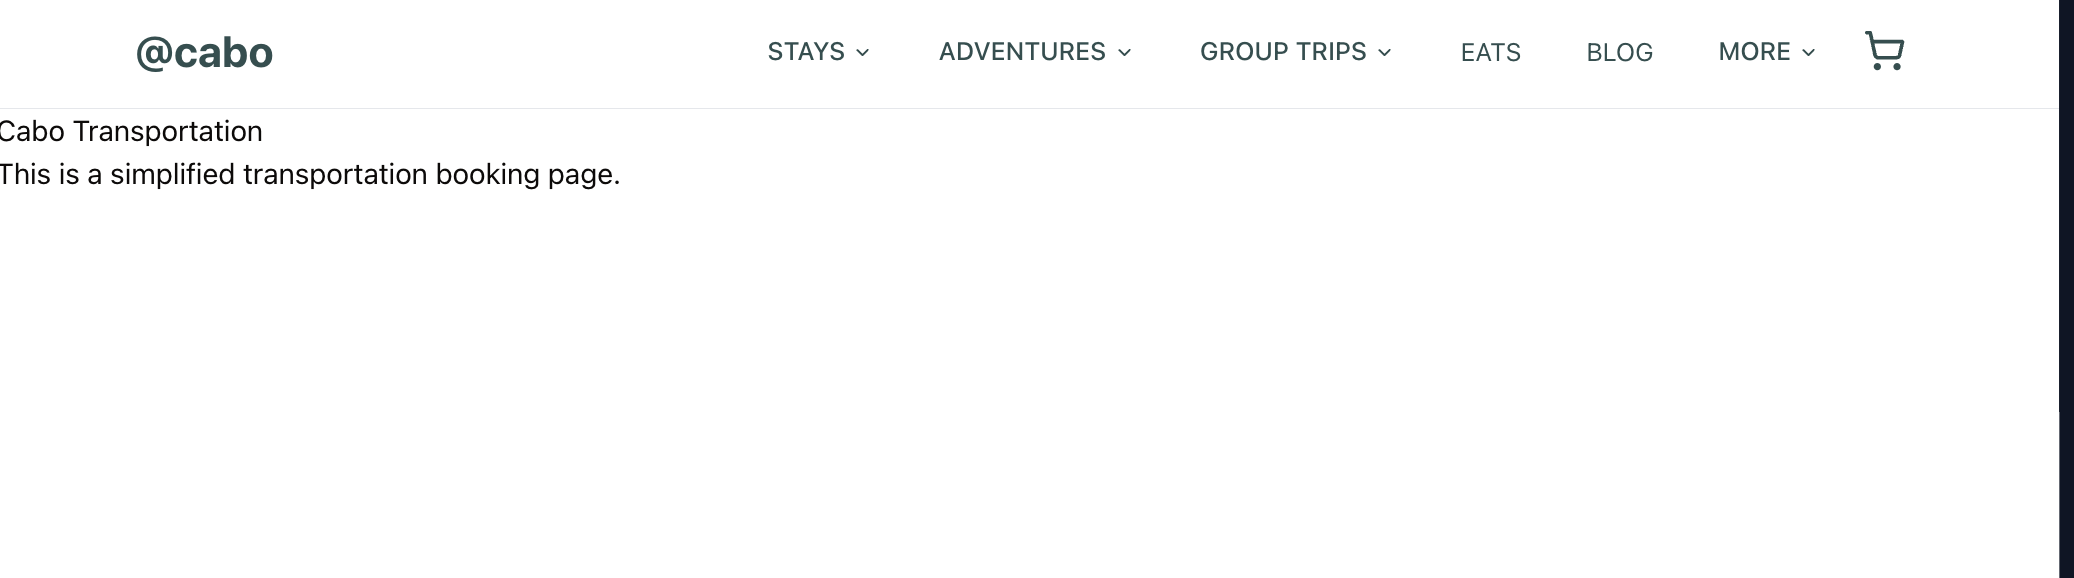 @cabo
STAYS ADVENTURES GROUP TRIPS EATS BLOG MORE
Cabo Transportation
This is a simplified transportation booking page.